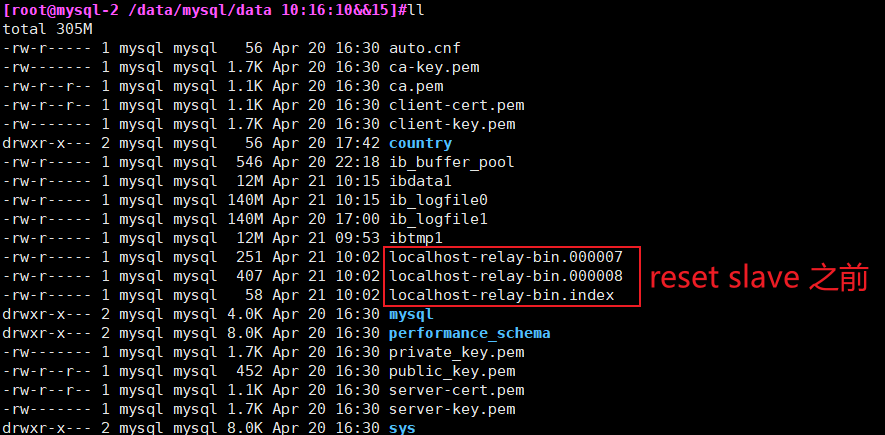 [root@mysql-2 /data/mysql/data 10:16:10&&15]#ll
total 305M
-rw-r----- 1 mysql mysql   56 Apr 20 16:30 auto.cnf
-rw------- 1 mysql mysql 1.7K Apr 20 16:30 ca-key.pem
-rw-r--r-- 1 mysql mysql 1.1K Apr 20 16:30 ca.pem
-rw-r--r-- 1 mysql mysql 1.1K Apr 20 16:30 client-cert.pem
-rw------- 1 mysql mysql 1.7K Apr 20 16:30 client-key.pem
drwxr-x--- 2 mysql mysql   56 Apr 20 17:42 country
-rw-r----- 1 mysql mysql  546 Apr 20 22:18 ib_buffer_pool
-rw-r----- 1 mysql mysql  12M Apr 21 10:15 ibdata1
-rw-r----- 1 mysql mysql 140M Apr 21 10:15 ib_logfile0
-rw-r----- 1 mysql mysql 140M Apr 20 17:00 ib_logfile1
-rw-r----- 1 mysql mysql  12M Apr 21 09:53 ibtmp1
-rw-r----- 1 mysql mysql  251 Apr 21 10:02 localhost-relay-bin.000007
-rw-r----- 1 mysql mysql  407 Apr 21 10:02 localhost-relay-bin.000008
-rw-r----- 1 mysql mysql   58 Apr 21 10:02 localhost-relay-bin.index
reset slave 之前
drwxr-x--- 2 mysql mysql 4.0K Apr 20 16:30 mysql
drwxr-x--- 2 mysql mysql 8.0K Apr 20 16:30 performance_schema
-rw------- 1 mysql mysql 1.7K Apr 20 16:30 private_key.pem
-rw-r--r-- 1 mysql mysql  452 Apr 20 16:30 public_key.pem
-rw-r--r-- 1 mysql mysql 1.1K Apr 20 16:30 server-cert.pem
-rw------- 1 mysql mysql 1.7K Apr 20 16:30 server-key.pem
drwxr-x--- 2 mysql mysql 8.0K Apr 20 16:30 sys